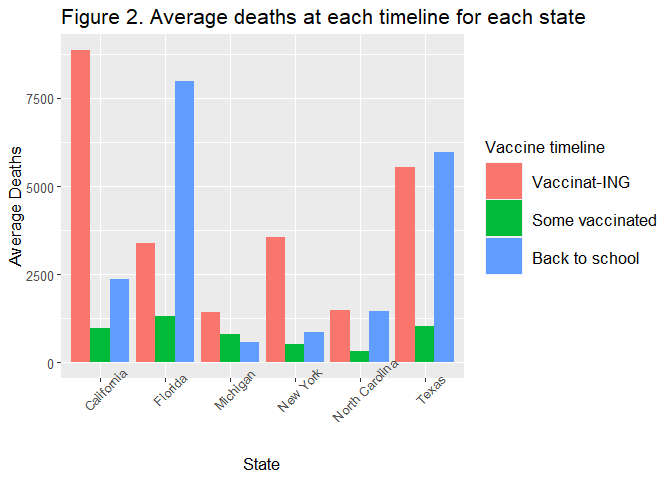 Figure 2. Average deaths at each timeline for each state
Average Deaths
7500
5000
2500
0
California
Florida
Michigan
New York
North Carolina
Texas
State
Vaccine timeline
Vaccinat-ING
Some vaccinated
Back to school